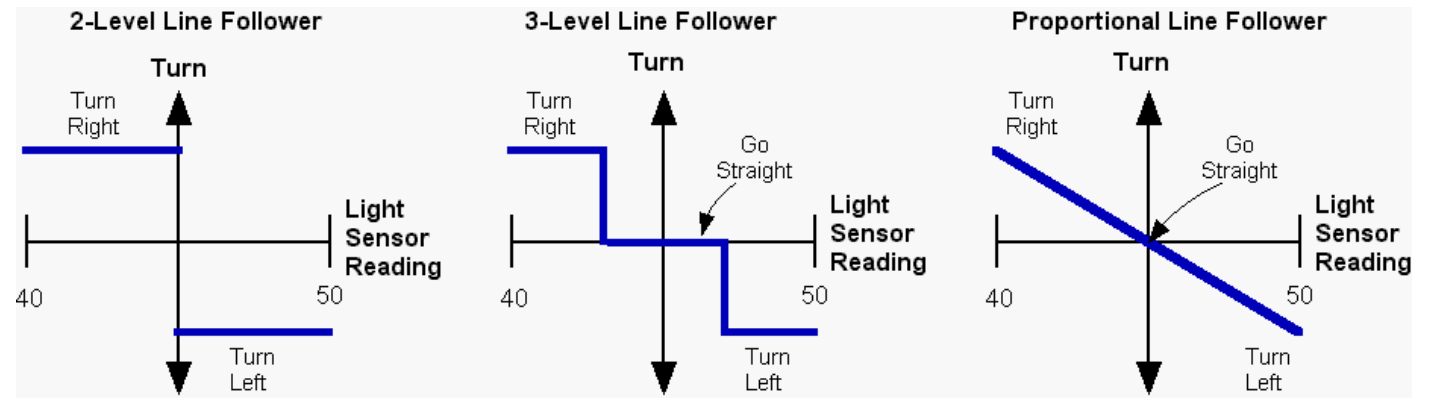 2-Level Line Follower
Turn
Turn
Right
Light
Sensor
Reading
40
50
Turn
Left
3-Level Line Follower
Turn
Turn
Right
Go
Straight
Light
Sensor
Reading
40
50
Turn
Left
Proportional Line Follower
Turn
Turn
Right
Go
Straight
Light
Sensor
Reading
40
50
Turn
Left